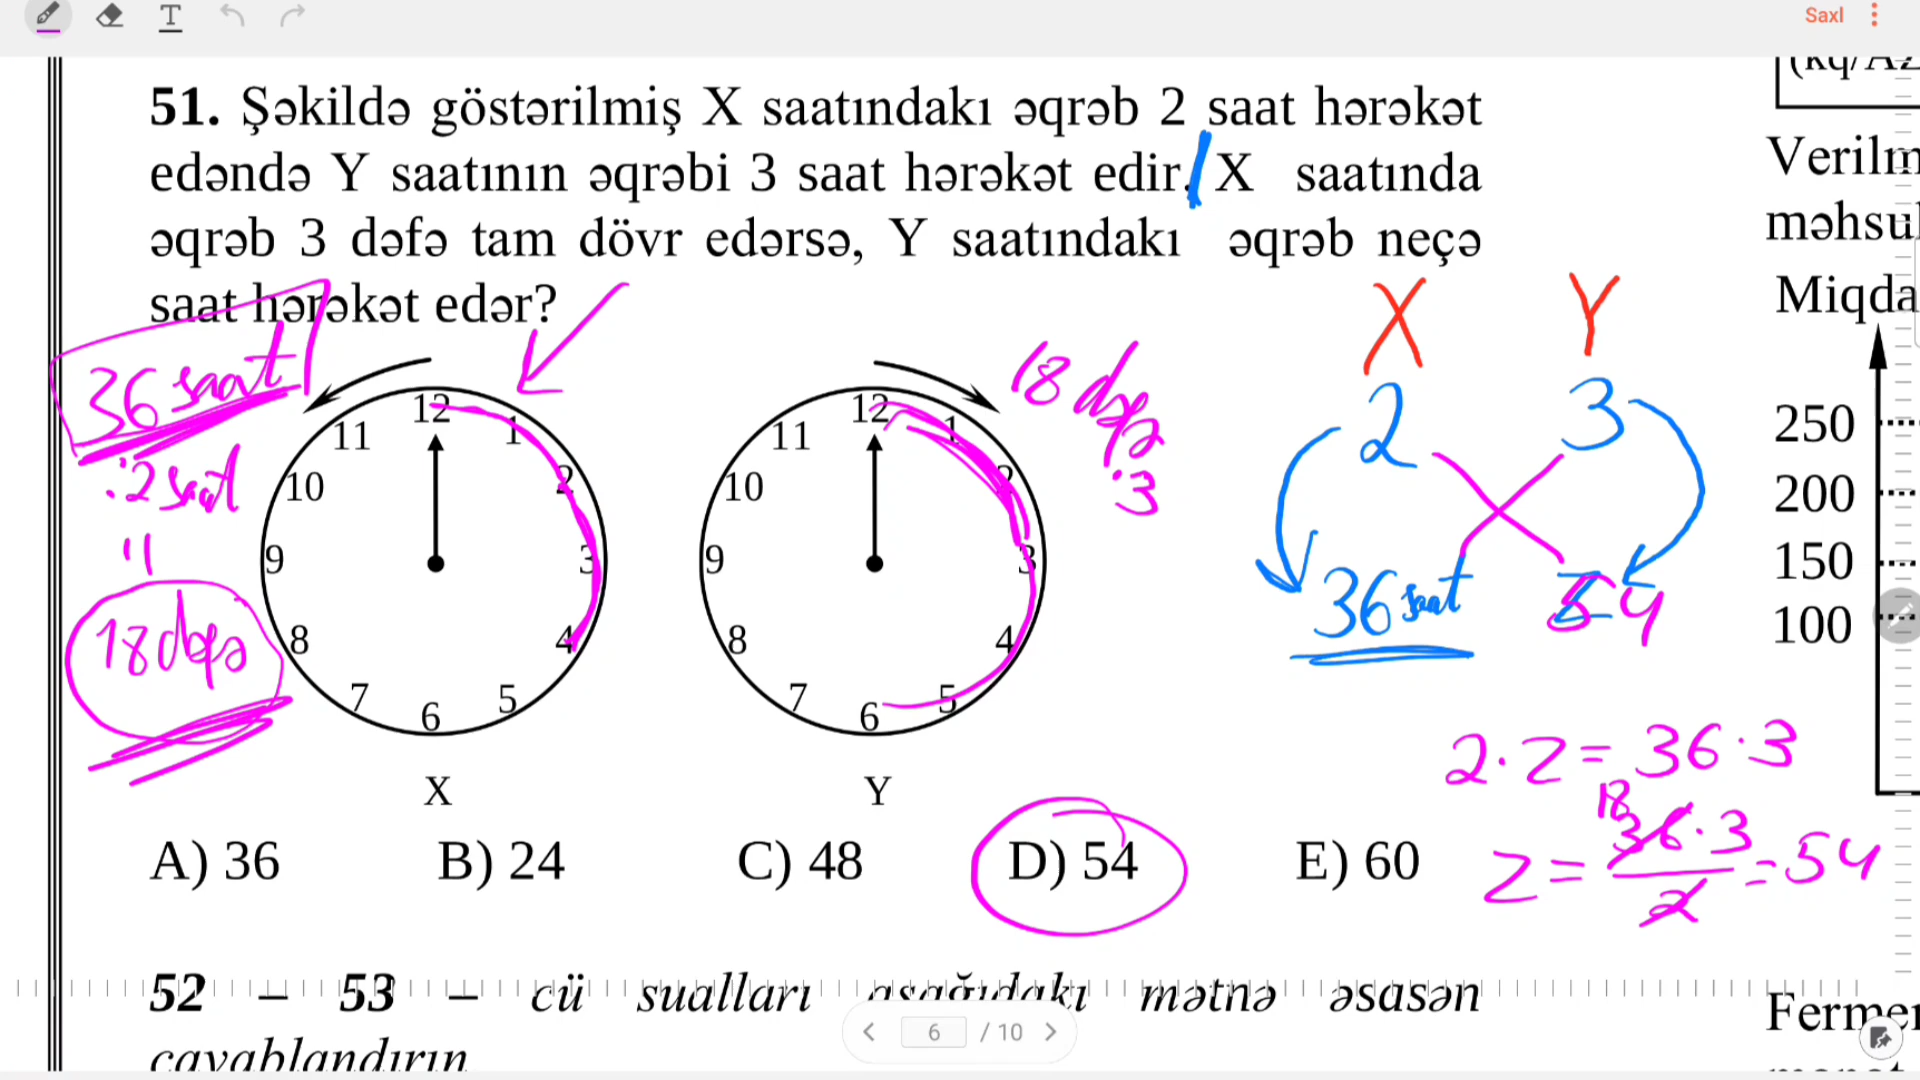 T
Saxl
51. Şəkildə göstərilmiş X saatındakı əqrəb 2 saat hərəkət
edəndə Y saatının əqrəbi 3 saat hərəkət edir. X saatında
əqrəb 3 dəfə tam dövr edərsə, Y saatındakı əqrəb neçə
saat hərəkət edər?
36 saat
:2 saat
=
18 dəfə
12
1
2
3
4
5
6
7
8
9
10
11
X
12
1
2
3
4
5
6
7
8
9
10
11
Y
18 dəfə
·3
X Y
2 3
36 saat 54
2·Z=36·3
18
Z=36·3/2=54
A) 36 B) 24 C) 48 D) 54 E) 60
52 – 53 – cü sualları aşağıdakı mətnə əsasən
cavablandırın
6 / 10
Miqda
250
200
150
100